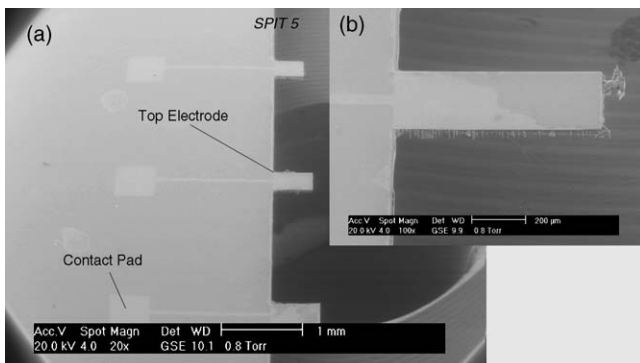 (a)
SPIT 5
(b)
Top Electrode
Contact Pad
Acc.V Spot Magn Det WD
20.0 kV 4.0 20x GSE 10.1 0.8 Torr
1 mm
Acc.V Spot Magn Det WD
20.0 kV 4.0 100x GSE 9.9 0.8 Torr
200 µm